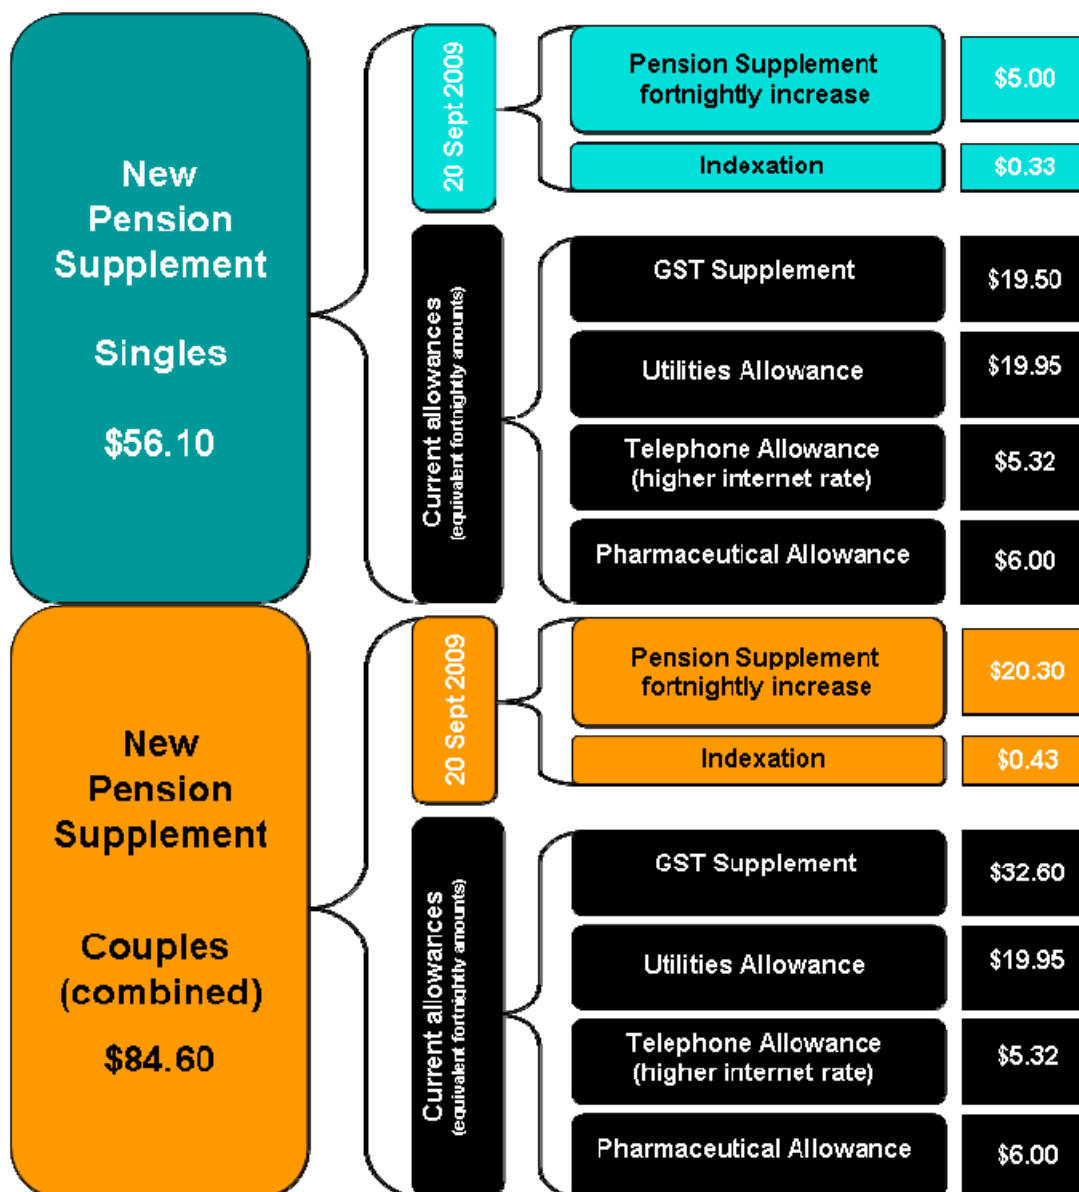 New
Pension
Supplement
Singles
$56.10
20 Sept 2009
Pension Supplement
fortnightly increase
$5.00
Indexation
$0.33
Current allowances
(equivalent fortnightly amounts)
GST Supplement
$19.50
Utilities Allowance
$19.95
Telephone Allowance
(higher internet rate)
$5.32
Pharmaceutical Allowance
$6.00
New
Pension
Supplement
Couples
(combined)
$84.60
20 Sept 2009
Pension Supplement
fortnightly increase
$20.30
Indexation
$0.43
Current allowances
(equivalent fortnightly amounts)
GST Supplement
$32.60
Utilities Allowance
$19.95
Telephone Allowance
(higher internet rate)
$5.32
Pharmaceutical Allowance
$6.00